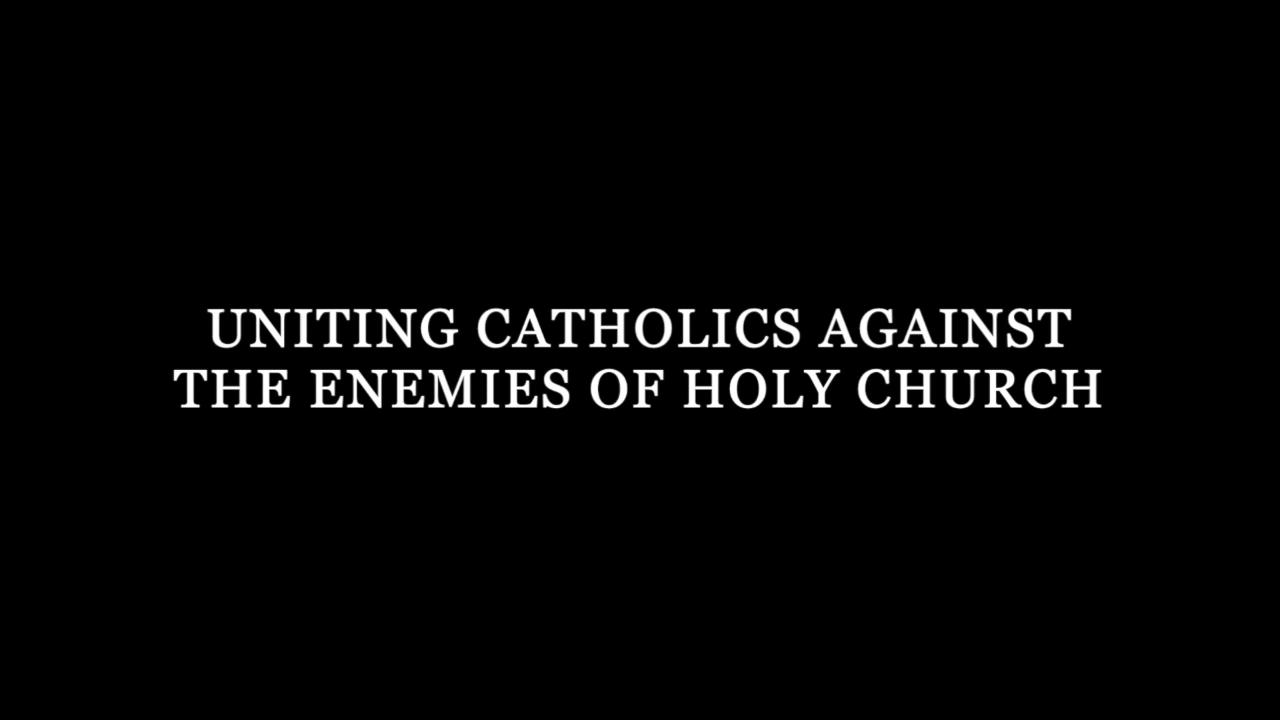 UNITING CATHOLICS AGAINST
THE ENEMIES OF HOLY CHURCH